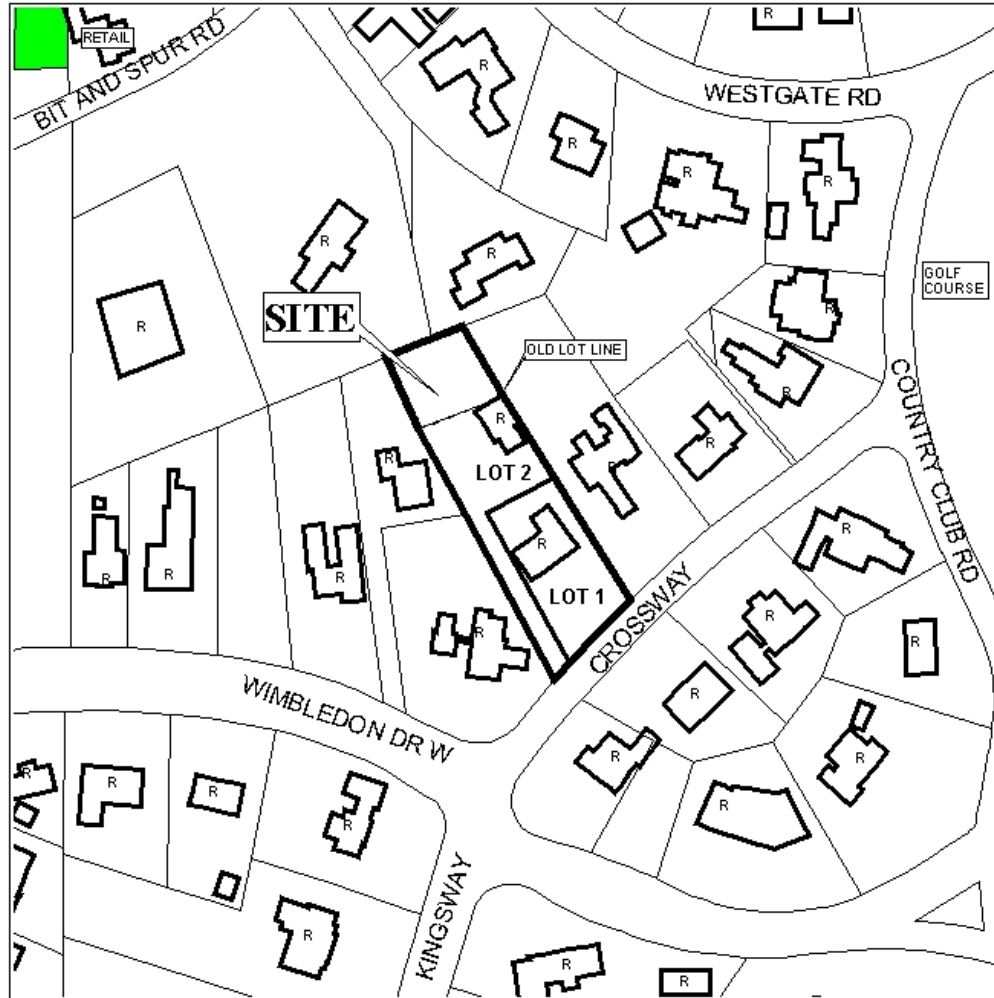 R
RETAIL
BIT AND SPUR RD
R
WESTGATE RD
R
R
R
R
R
GOLF
COURSE
R
R
SITE
OLD LOT LINE
R
R
COUNTRY CLUB RD
R
R
R
LOT 2
R
R
R
R
R
R
LOT 1
CROSSWAY
R
R
R
R
WIMBLEDON DR W
R
R
R
R
R
R
R
KINGSWAY
R
R
R